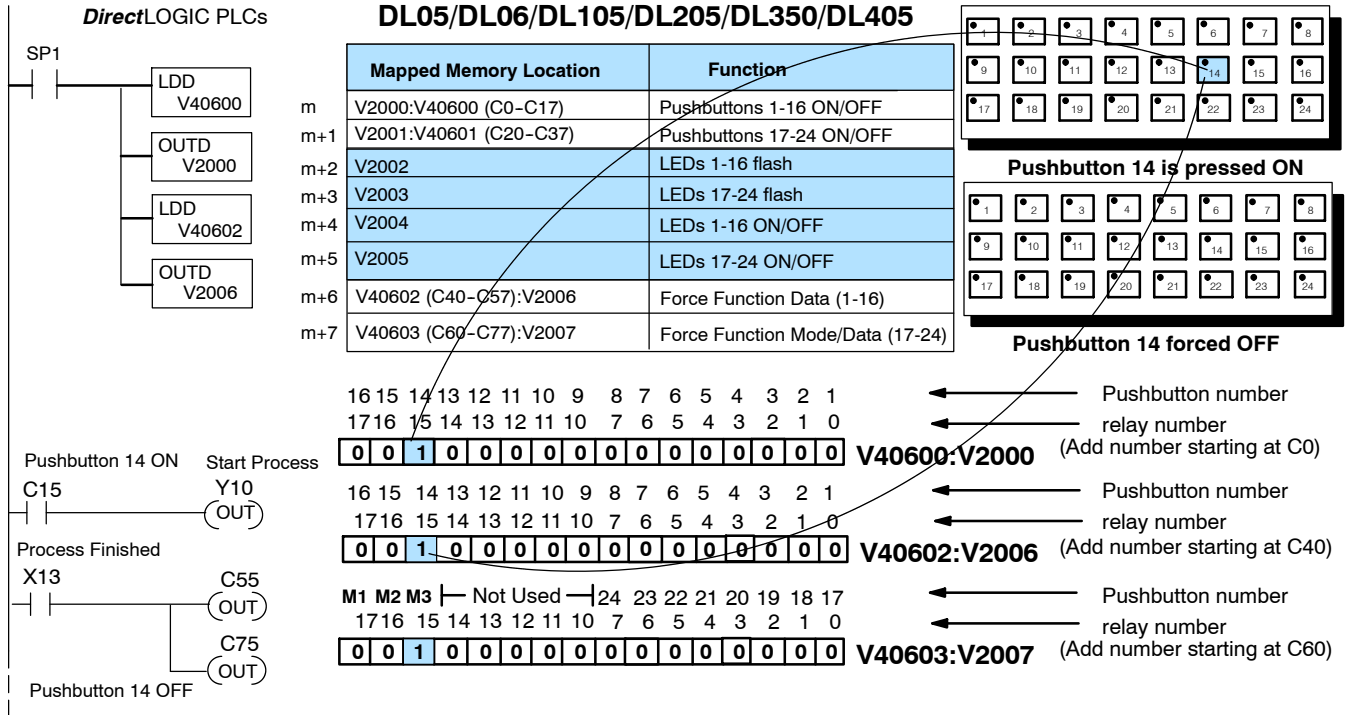 DirectLOGIC PLCs
SP1
LDD
V40600
OUTD
V2000
LDD
V40602
OUTD
V2006
DL05/DL06/DL105/DL205/DL350/DL405
Mapped Memory Location Function
m V2000:V40600 (C0-C17) Pushbuttons 1-16 ON/OFF
m+1 V2001:V40601 (C20-C37) Pushbuttons 17-24 ON/OFF
m+2 V2002 LEDs 1-16 flash
m+3 V2003 LEDs 17-24 flash
m+4 V2004 LEDs 1-16 ON/OFF
m+5 V2005 LEDs 17-24 ON/OFF
m+6 V40602 (C40-C57):V2006 Force Function Data (1-16)
m+7 V40603 (C60-C77):V2007 Force Function Mode/Data (17-24)
1 2 3 4 5 6 7 8
9 10 11 12 13 14 15 16
17 18 19 20 21 22 23 24
Pushbutton 14 is pressed ON
1 2 3 4 5 6 7 8
9 10 11 12 13 14 15 16
17 18 19 20 21 22 23 24
Pushbutton 14 forced OFF
16 15 14 13 12 11 10 9 8 7 6 5 4 3 2 1 Pushbutton number
17 16 15 14 13 12 11 10 7 6 5 4 3 2 1 0 relay number
0 0 1 0 0 0 0 0 0 0 0 0 0 0 0 0 V40600:V2000 (Add number starting at C0)
16 15 14 13 12 11 10 9 8 7 6 5 4 3 2 1 Pushbutton number
17 16 15 14 13 12 11 10 7 6 5 4 3 2 1 0 relay number
0 0 1 0 0 0 0 0 0 0 0 0 0 0 0 0 V40602:V2006 (Add number starting at C40)
M1 M2 M3 Not Used 24 23 22 21 20 19 18 17 Pushbutton number
17 16 15 14 13 12 11 10 7 6 5 4 3 2 1 0 relay number
0 0 1 0 0 0 0 0 0 0 0 0 0 0 0 0 V40603:V2007 (Add number starting at C60)
Pushbutton 14 ON Start Process
C15 Y10
OUT
Process Finished
X13 C55
OUT
C75
OUT
Pushbutton 14 OFF